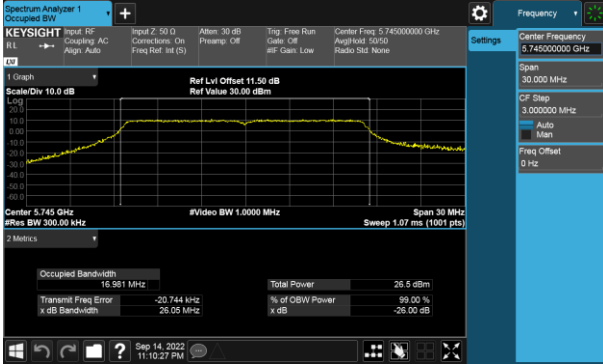 Spectrum Analyzer 1
Occupied BW
Frequency
KEYSIGHT
RL
Input: RF
Coupling: AC
Align: Auto
Input Z: 50 Ω
Corrections: On
Freq Ref: Int (S)
Atten: 30 dB
Preamp: Off
Trig: Free Run
Gate: Off
#IF Gain: Low
Center Freq: 5.745000000 GHz
Avg|Hold: 50/50
Radio Std: None
LXI
Settings
Center Frequency
5.745000000 GHz
Span
30.000 MHz
CF Step
3.000000 MHz
Auto
Man
Freq Offset
0 Hz
1 Graph
Scale/Div 10.0 dB
Ref Lvl Offset 11.50 dB
Ref Value 30.00 dBm
Log
20.0
10.0
0.00
-10.0
-20.0
-30.0
-40.0
-50.0
-60.0
Center 5.745 GHz
#Res BW 300.00 kHz
#Video BW 1.0000 MHz
Span 30 MHz
Sweep 1.07 ms (1001 pts)
2 Metrics
Occupied Bandwidth
16.981 MHz
Transmit Freq Error -20.744 kHz
x dB Bandwidth 26.05 MHz
Total Power 26.5 dBm
% of OBW Power 99.00 %
x dB -26.00 dB
Sep 14, 2022
11:10:27 PM